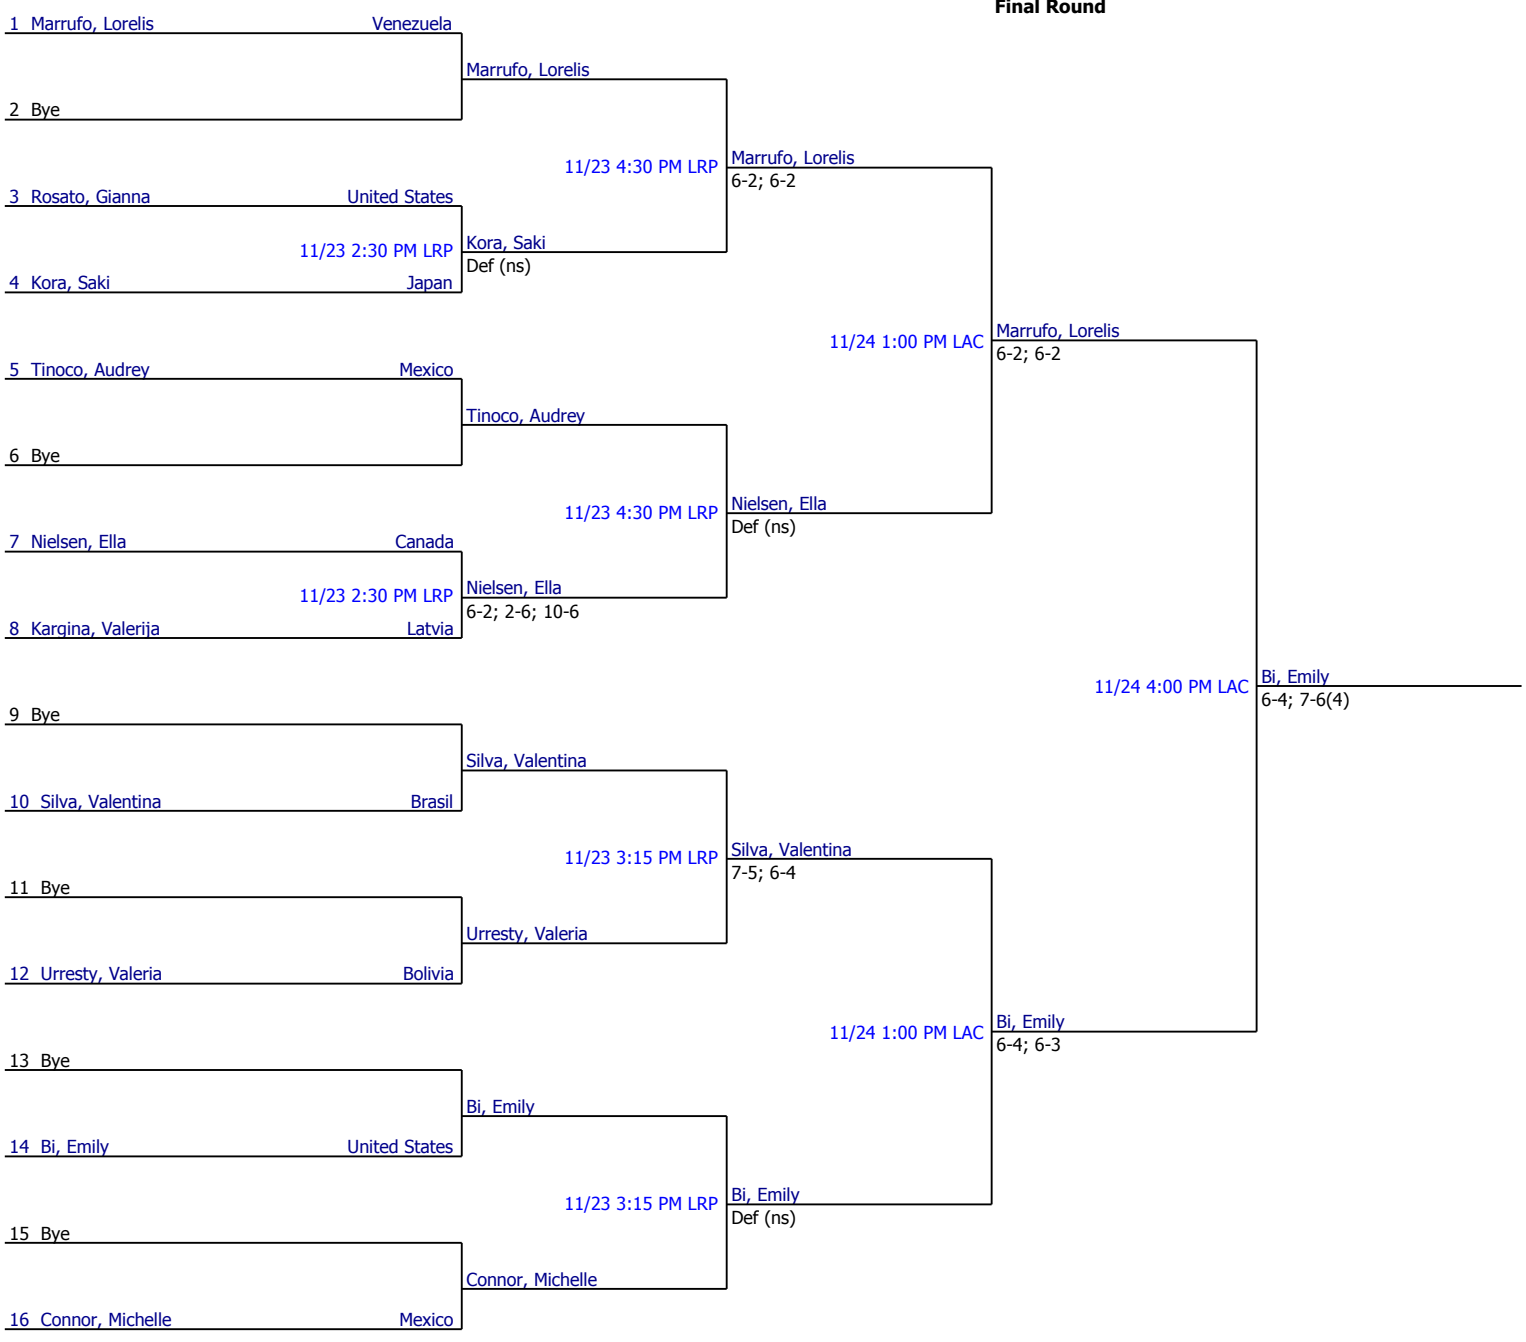 Final Round
1 Marrufo, Lorelis Venezuela
Marrufo, Lorelis
2 Bye
11/23 4:30 PM LRP Marrufo, Lorelis
6-2; 6-2
3 Rosato, Gianna United States
11/23 2:30 PM LRP Kora, Saki
Def (ns)
4 Kora, Saki Japan
11/24 1:00 PM LAC Marrufo, Lorelis
6-2; 6-2
5 Tinoco, Audrey Mexico
Tinoco, Audrey
6 Bye
11/23 4:30 PM LRP Nielsen, Ella
Def (ns)
7 Nielsen, Ella Canada
11/23 2:30 PM LRP Nielsen, Ella
6-2; 2-6; 10-6
8 Kargina, Valerija Latvia
11/24 4:00 PM LAC Bi, Emily
6-4; 7-6(4)
9 Bye
Silva, Valentina
10 Silva, Valentina Brasil
11/23 3:15 PM LRP Silva, Valentina
7-5; 6-4
11 Bye
Urresty, Valeria
12 Urresty, Valeria Bolivia
11/24 1:00 PM LAC Bi, Emily
6-4; 6-3
13 Bye
Bi, Emily
14 Bi, Emily United States
11/23 3:15 PM LRP Bi, Emily
Def (ns)
15 Bye
Connor, Michelle
16 Connor, Michelle Mexico